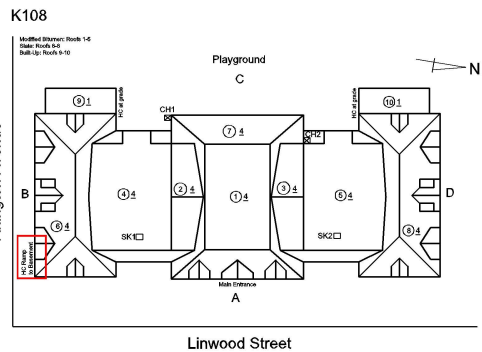 K108
Modified Bitumen: Roofs 1-5
Slate: Roofs 6-8
Built-Up: Roofs 9-10
Playground
C
N
HC at grade
HC at grade
9 1
10 1
CH1
CH2
7 4
B
D
4 4
2 4
1 4
3 4
5 4
6 4
8 4
SK1
SK2
HC Ramp
to Basement
Main Entrance
A
Linwood Street